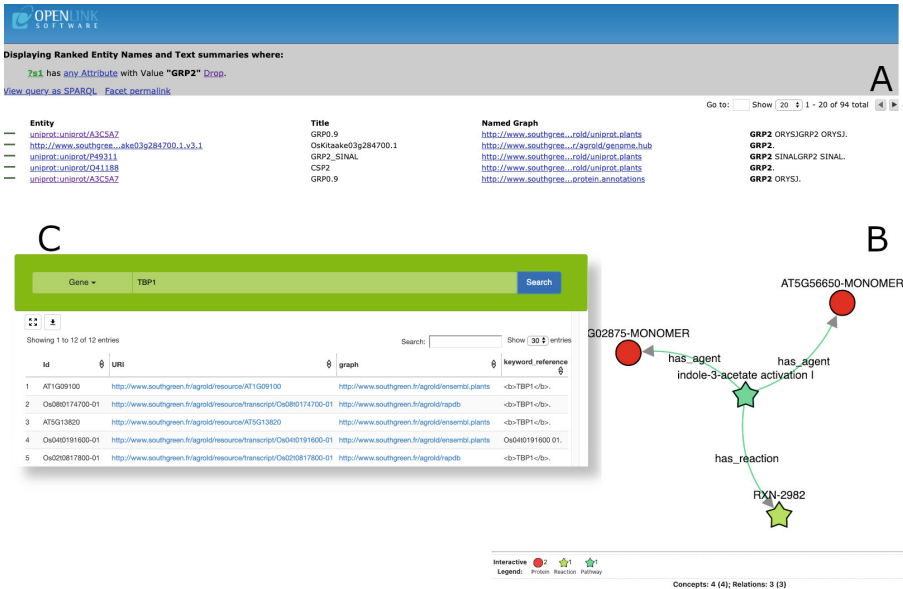 OPENLINK
SOFTWARE
Displaying Ranked Entity Names and Text summaries where:
?s1 has any Attribute with Value "GRP2" Drop.
View query as SPARQL Facet permalink
A
Go to: Show 20 1 - 20 of 94 total
Entity Title Named Graph
uniprot:uniprot/A3C5A7 GRP0.9 http://www.southgree...rold/uniprot.plants GRP2 ORYSJGRP2 ORYSJ.
http://www.southgree...ake03g284700.1.v3.1 OsKitaake03g284700.1 http://www.southgree...r/agrold/genome.hub GRP2.
uniprot:uniprot/P49311 GRP2_SINAL http://www.southgree...rold/uniprot.plants GRP2 SINALGRP2 SINAL.
uniprot:uniprot/Q41188 CSP2 http://www.southgree...rold/uniprot.plants GRP2.
uniprot:uniprot/A3C5A7 GRP0.9 http://www.southgree...protein.annotations GRP2 ORYSJ.
C
Gene TBP1 Search
Showing 1 to 12 of 12 entries Search: Show 30 entries
Id URI graph keyword_reference
1 AT1G09100 http://www.southgreen.fr/agrold/resource/AT1G09100 http://www.southgreen.fr/agrold/ensembl.plants <b>TBP1</b>.
2 Os08t0174700-01 http://www.southgreen.fr/agrold/resource/transcript/Os08t0174700-01 http://www.southgreen.fr/agrold/rapdb <b>TBP1</b>.
3 AT5G13820 http://www.southgreen.fr/agrold/resource/AT5G13820 http://www.southgreen.fr/agrold/ensembl.plants <b>TBP1</b>.
4 Os04t0191600-01 http://www.southgreen.fr/agrold/resource/transcript/Os04t0191600-01 http://www.southgreen.fr/agrold/ensembl.plants Os04t0191600 01.
5 Os02t0817800-01 http://www.southgreen.fr/agrold/resource/transcript/Os02t0817800-01 http://www.southgreen.fr/agrold/rapdb <b>TBP1</b>.
B
AT5G56650-MONOMER
G02875-MONOMER
has_agent
has_agent
indole-3-acetate activation I
has_reaction
RXN-2982
Interactive 2 1 1
Legend: Protein Reaction Pathway
Concepts: 4 (4); Relations: 3 (3)